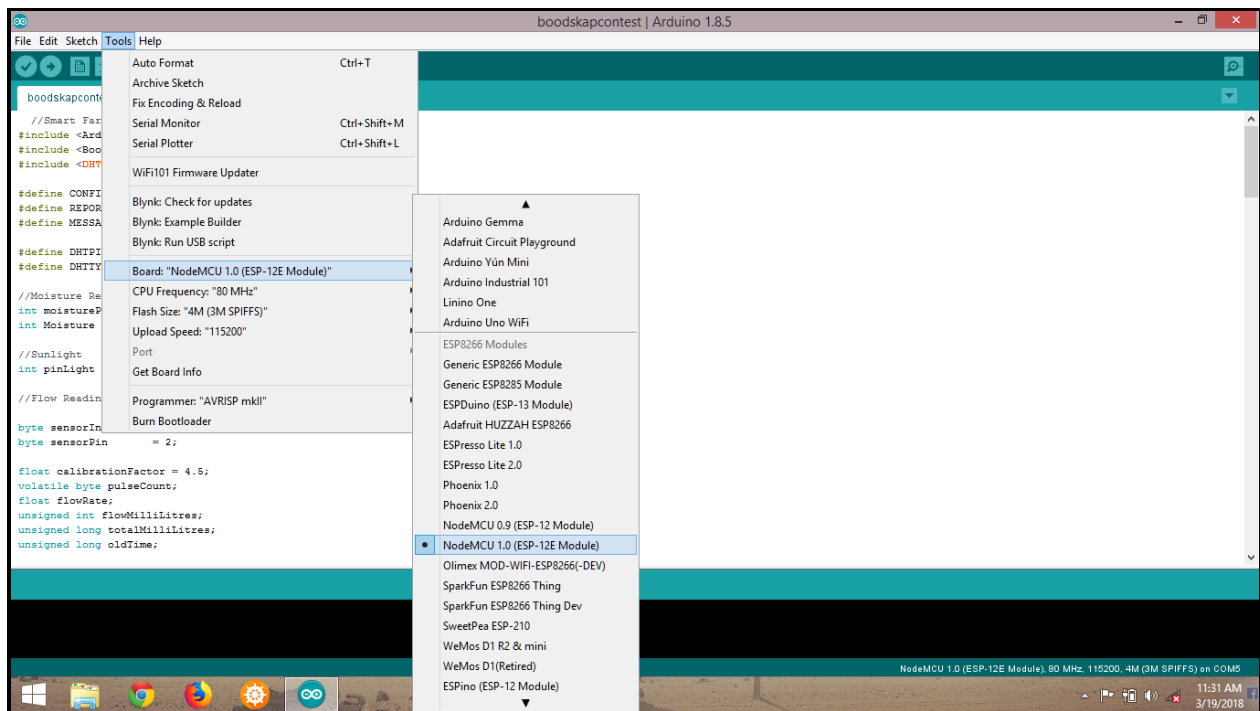 boodskapcontest | Arduino 1.8.5
File Edit Sketch Tools Help
Auto Format Ctrl+T
Archive Sketch
Fix Encoding & Reload
Serial Monitor Ctrl+Shift+M
Serial Plotter Ctrl+Shift+L
WiFi101 Firmware Updater
Blynk: Check for updates
Blynk: Example Builder
Blynk: Run USB script
Board: "NodeMCU 1.0 (ESP-12E Module)"
CPU Frequency: "80 MHz"
Flash Size: "4M (3M SPIFFS)"
Upload Speed: "115200"
Port
Get Board Info
Programmer: "AVRISP mkII"
Burn Bootloader
Arduino Gemma
Adafruit Circuit Playground
Arduino Yún Mini
Arduino Industrial 101
Linino One
Arduino Uno WiFi
ESP8266 Modules
Generic ESP8266 Module
Generic ESP8285 Module
ESPDuino (ESP-13 Module)
Adafruit HUZZAH ESP8266
ESPresso Lite 1.0
ESPresso Lite 2.0
Phoenix 1.0
Phoenix 2.0
NodeMCU 0.9 (ESP-12 Module)
NodeMCU 1.0 (ESP-12E Module)
Olimex MOD-WIFI-ESP8266(-DEV)
SparkFun ESP8266 Thing
SparkFun ESP8266 Thing Dev
SweetPea ESP-210
WeMos D1 R2 & mini
WeMos D1(Retired)
ESPino (ESP-12 Module)
boodskapconte
//Smart Far
#include <Ard
#include <Boo
#include <DHT
#define CONFI
#define REPOR
#define MESSA
#define DHTPI
#define DHTTY
//Moisture Re
int moistureP
int Moisture
//Sunlight
int pinLight
//Flow Readin
byte sensorIn
byte sensorPin = 2;
float calibrationFactor = 4.5;
volatile byte pulseCount;
float flowRate;
unsigned int flowMilliLitres;
unsigned long totalMilliLitres;
unsigned long oldTime;
NodeMCU 1.0 (ESP-12E Module), 80 MHz, 115200, 4M (3M SPIFFS) on COM5
11:31 AM
3/19/2018